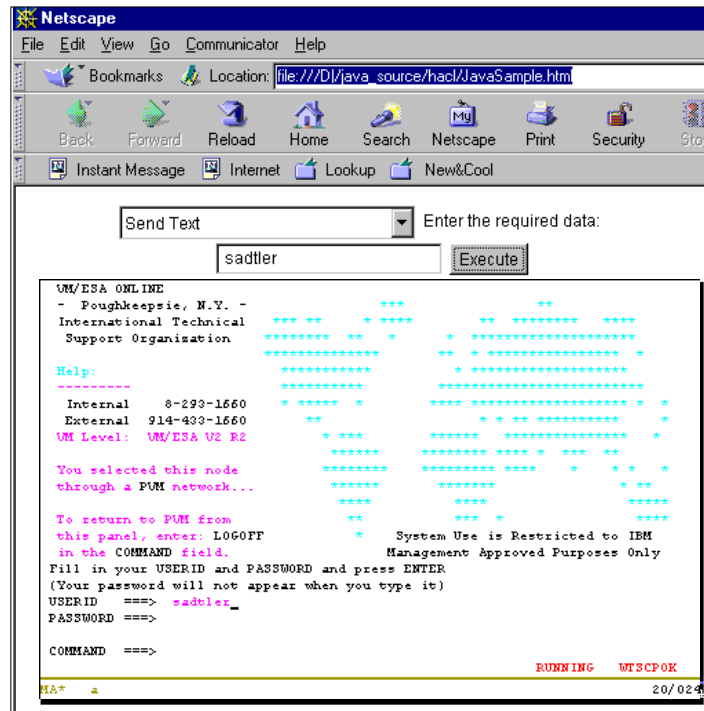 Netscape
File Edit View Go Communicator Help
Bookmarks Location: file:///D|/java_source/hacl/JavaSample.html
Back Forward Reload Home Search Netscape Print Security Sto
Instant Message Internet Lookup New&Cool
Send Text Enter the required data:
sadtler Execute
VM/ESA ONLINE
- Poughkeepsie, N.Y. - *** **
International Technical *** ** * **** ** ******** ****
Support Organization ******** ** * * *********************
************** ** * **************** *
Help: *********** * *******************
--------- ********** *************************
Internal 8-293-1660 * ***** * **** ******************** * *
External 914-433-1660 ** * * ** ********** *
VM Level: VM/ESA V2 R2 * *** ****** *************** *
****** ******** **** * *** **
You selected this node ******** ********* **** * * * *
through a PVM network... ****** ******* * **
**** **** *****
To return to PVM from ** *** * ****
this panel, enter: LOGOFF * System Use is Restricted to IBM
in the COMMAND field. Management Approved Purposes Only
Fill in your USERID and PASSWORD and press ENTER
(Your password will not appear when you type it)
USERID ===> sadtler_
PASSWORD ===>
COMMAND ===>
RUNNING WTSCPOK
MA* a 20/024